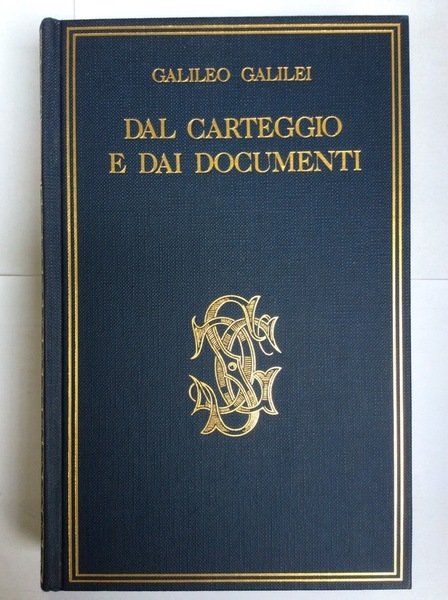 GALILEO GALILEI
DAL CARTEGGIO
E DAI DOCUMENTI